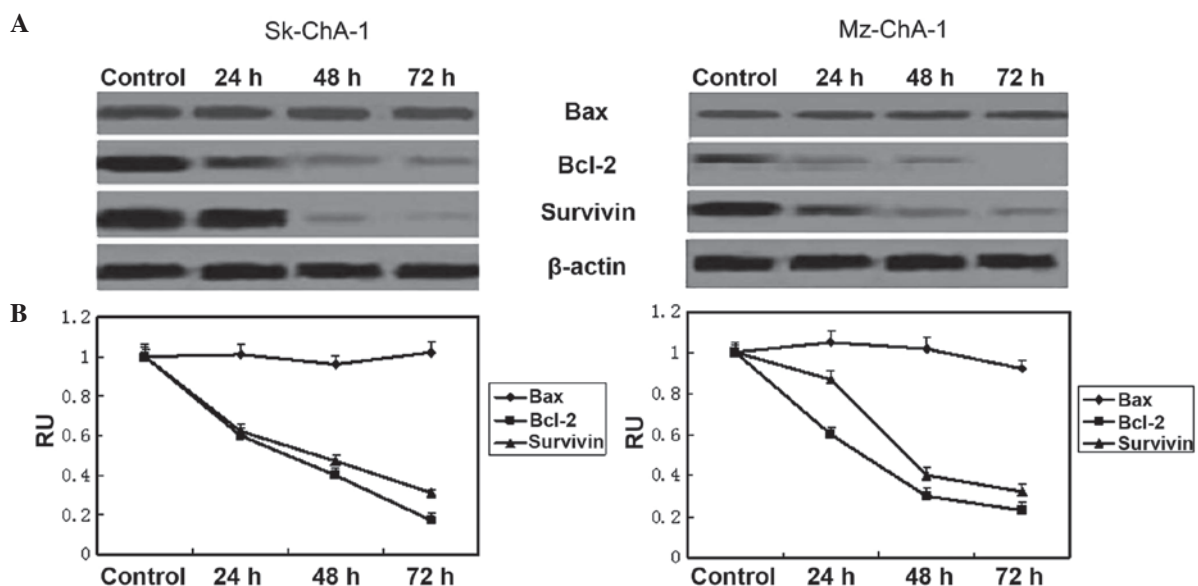 A
Sk-ChA-1
Mz-ChA-1
Control 24 h 48 h 72 h
Control 24 h 48 h 72 h
Bax
Bcl-2
Survivin
β-actin
B
1.2
1
0.8
0.6
0.4
0.2
0
RU
Control 24 h 48 h 72 h
Bax
Bcl-2
Survivin
1.2
1
0.8
0.6
0.4
0.2
0
RU
Control 24 h 48 h 72 h
Bax
Bcl-2
Survivin